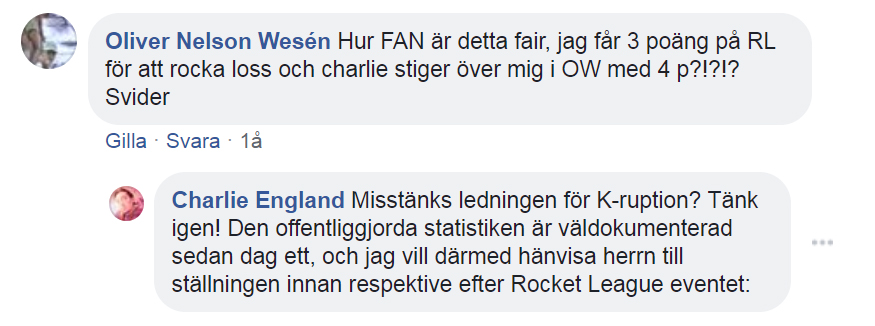 Oliver Nelson Wesén Hur FAN är detta fair, jag får 3 poäng på RL
för att rocka loss och charlie stiger över mig i OW med 4 p?!?!?
Svider
Gilla · Svara · 1å
Charlie England Misstänks ledningen för K-ruption? Tänk
igen! Den offentliggjorda statistiken är väldokumenterad
sedan dag ett, och jag vill därmed hänvisa herrn till
ställningen innan respektive efter Rocket League eventet: